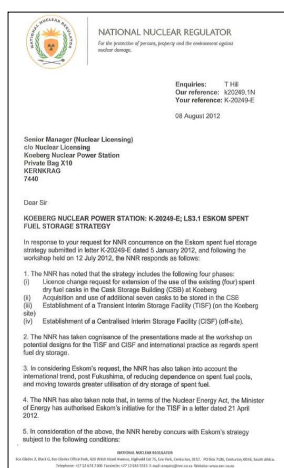 NATIONAL NUCLEAR REGULATOR
For the protection of persons, property and the environment against
nuclear damage.
Enquiries: T Hill
Our reference: k20249.1N
Your reference: K-20249-E
08 August 2012
Senior Manager (Nuclear Licensing)
c/o Nuclear Licensing
Koeberg Nuclear Power Station
Private Bag X10
KERNKRAG
7440
Dear Sir
KOEBERG NUCLEAR POWER STATION: K-20249-E; LS3.1 ESKOM SPENT
FUEL STORAGE STRATEGY
In response to your request for NNR concurrence on the Eskom spent fuel storage
strategy submitted in letter K-20249-E dated 5 January 2012, and following the
workshop held on 12 July 2012, the NNR responds as follows:
1. The NNR has noted that the strategy includes the following four phases:
(i) Licence change request for extension of the use of the existing (four) spent
dry fuel casks in the Cask Storage Building (CSB) at Koeberg
(ii) Acquisition and use of additional seven casks to be stored in the CSB
(iii) Establishment of a Transient Interim Storage Facility (TISF) (on the Koeberg
site)
(iv) Establishment of a Centralised Interim Storage Facility (CISF) (off-site).
2. The NNR has taken cognisance of the presentations made at the workshop on
potential designs for the TISF and CISF and international practice as regards spent
fuel dry storage.
3. In considering Eskom's request, the NNR has also taken into account the
international trend, post Fukushima, of reducing dependence on spent fuel pools,
and moving towards greater utilisation of dry storage of spent fuel.
4. The NNR has also taken note that, in terms of the Nuclear Energy Act, the Minister
of Energy has authorised Eskom's initiative for the TISF in a letter dated 21 April
2012.
5. In consideration of the above, the NNR hereby concurs with Eskom's strategy
subject to the following conditions:
NATIONAL NUCLEAR REGULATOR